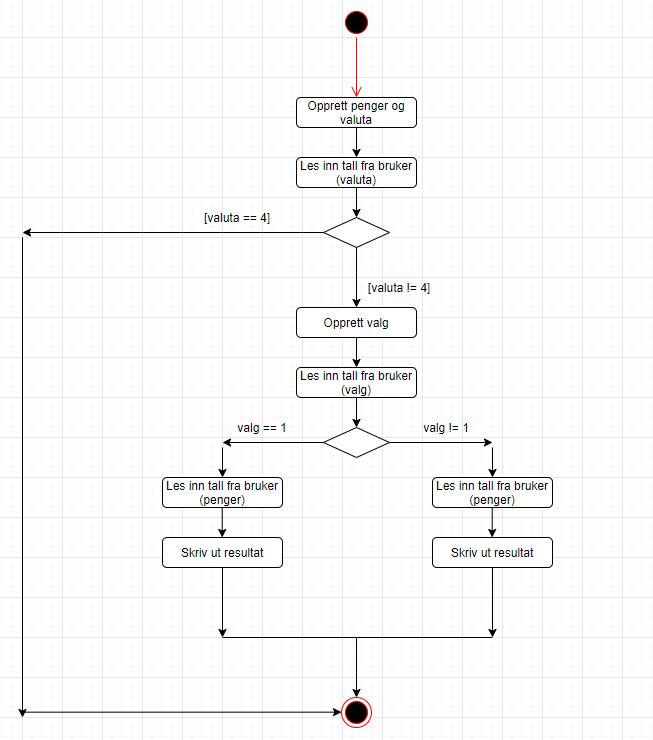 Opprett penger og
valuta
Les inn tall fra bruker
(valuta)
[valuta == 4]
[valuta != 4]
Opprett valg
Les inn tall fra bruker
(valg)
valg == 1
valg != 1
Les inn tall fra bruker
(penger)
Les inn tall fra bruker
(penger)
Skriv ut resultat
Skriv ut resultat